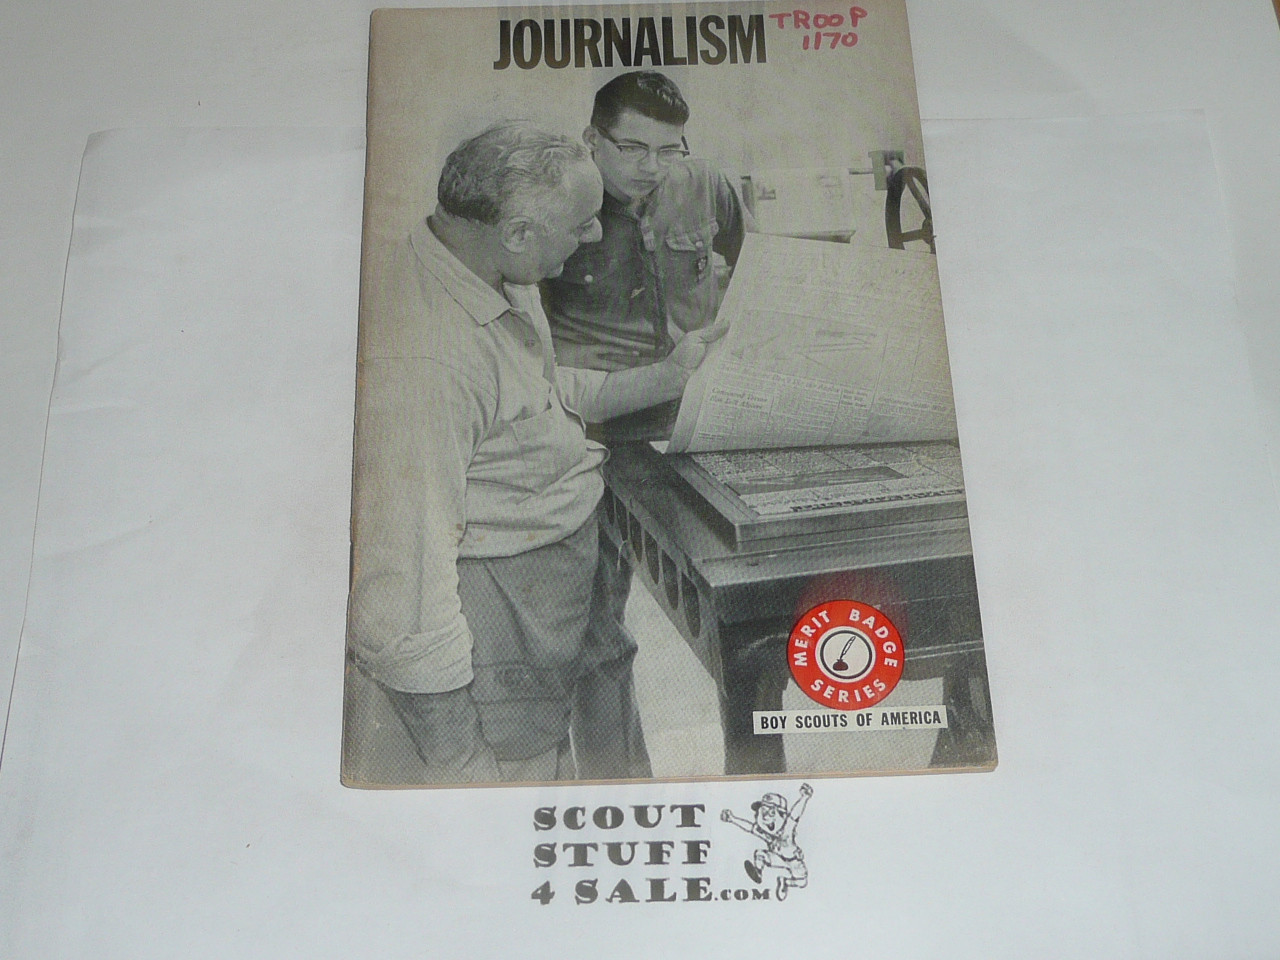 JOURNALISM
TROOP
1170
MERIT BADGE
SERIES
BOY SCOUTS OF AMERICA
SCOUT
STUFF
4 SALE.COM